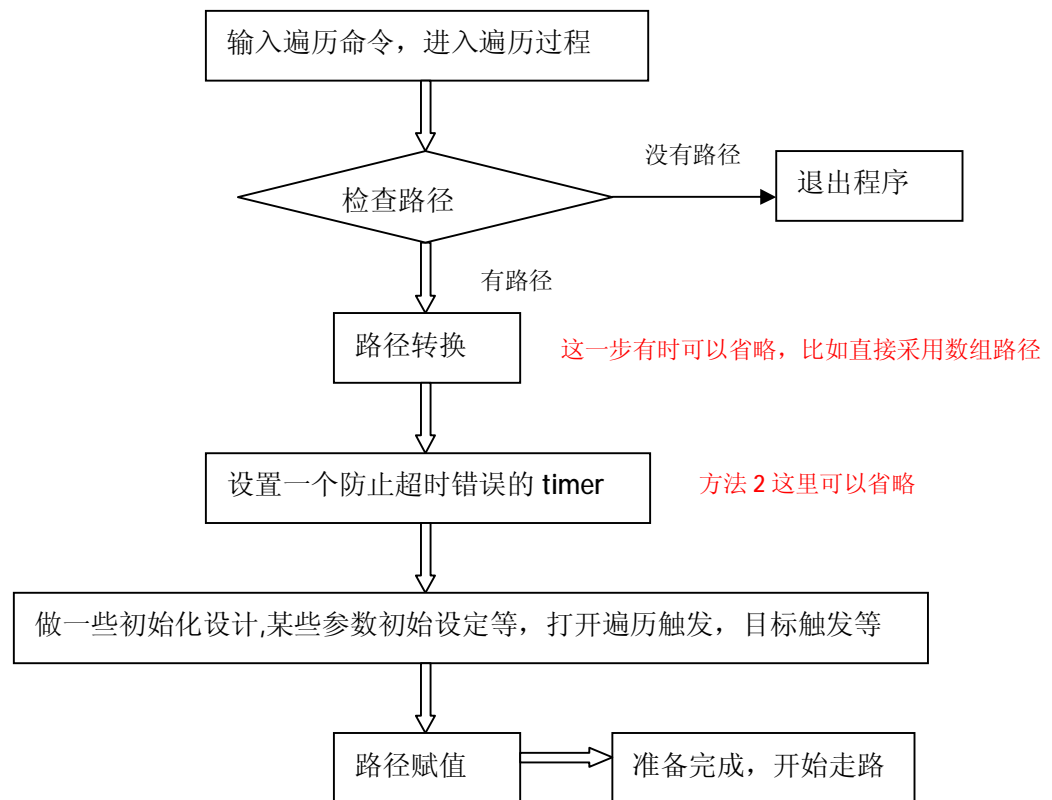 输入遍历命令，进入遍历过程
没有路径
退出程序
检查路径
有路径
路径转换
这一步有时可以省略，比如直接采用数组路径
设置一个防止超时错误的 timer
方法 2 这里可以省略
做一些初始化设计,某些参数初始设定等，打开遍历触发，目标触发等
路径赋值
准备完成，开始走路